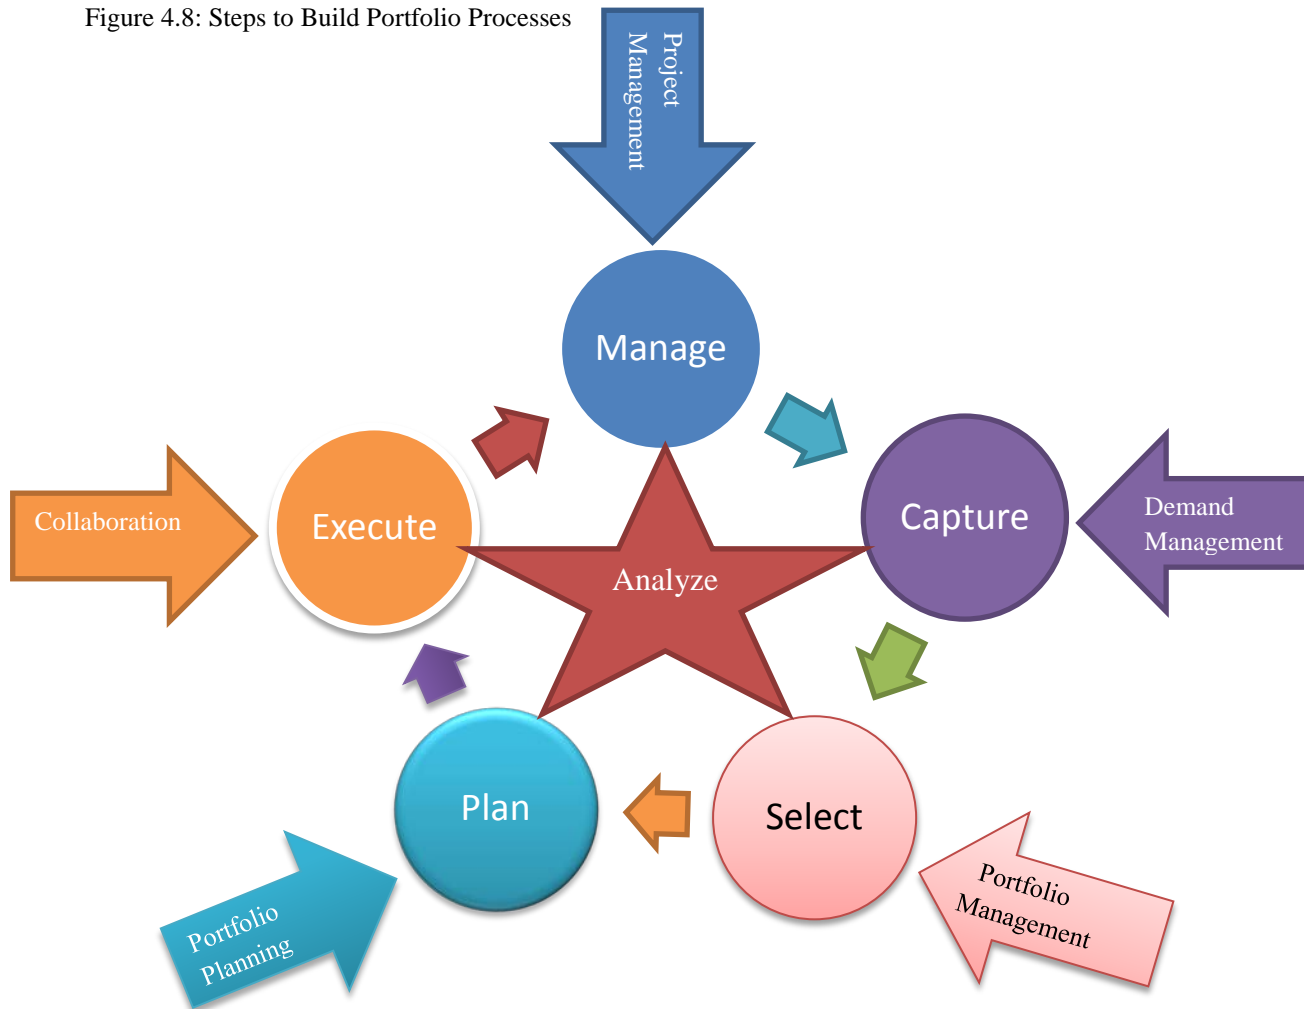 Figure 4.8: Steps to Build Portfolio Processes
Project
Management
Manage
Capture
Demand
Management
Collaboration
Execute
Analyze
Plan
Select
Portfolio
Planning
Portfolio
Management